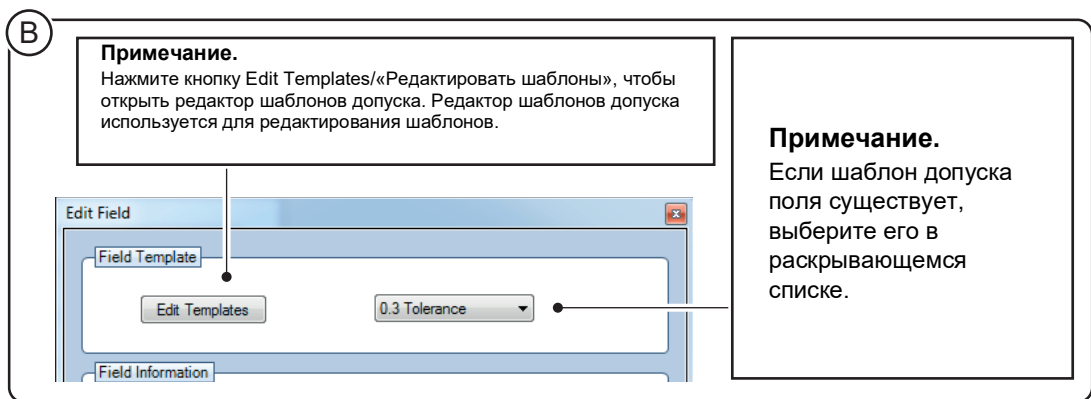 B
Примечание.
Нажмите кнопку Edit Templates/«Редактировать шаблоны», чтобы
открыть редактор шаблонов допуска. Редактор шаблонов допуска
используется для редактирования шаблонов.
Примечание.
Если шаблон допуска
поля существует,
выберите его в
раскрывающемся
списке.
Edit Field
Field Template
Edit Templates
0.3 Tolerance
Field Information